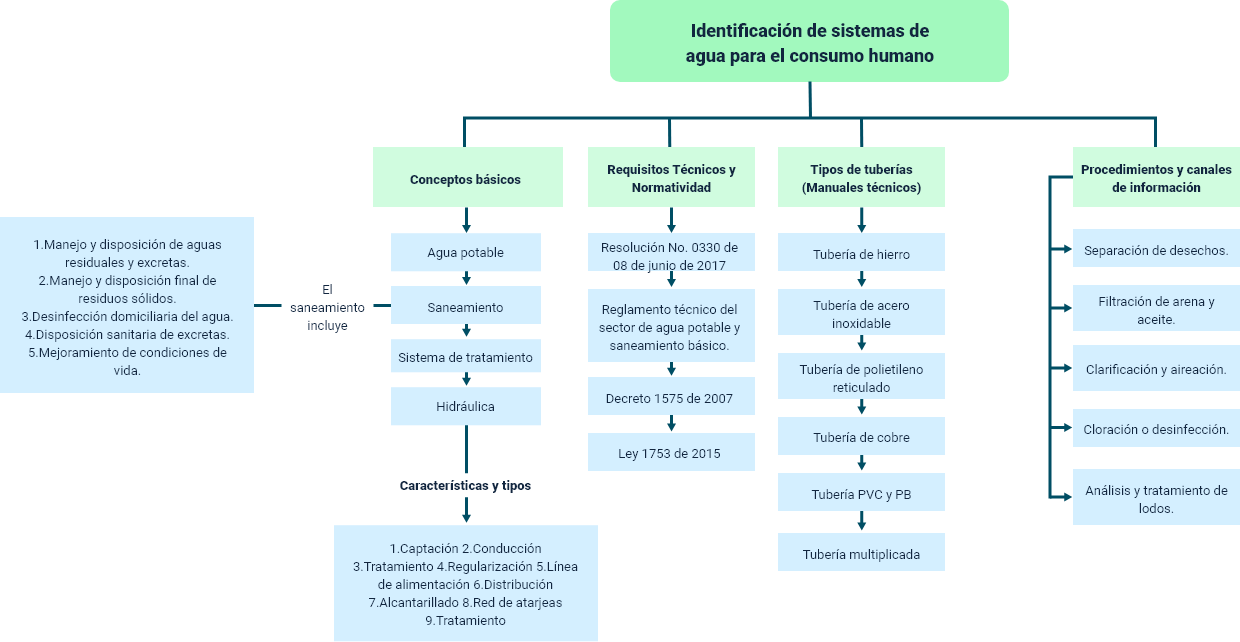 Identificación de sistemas de
agua para el consumo humano
Conceptos básicos
Agua potable
Saneamiento
El
saneamiento
incluye
1.Manejo y disposición de aguas
residuales y excretas.
2.Manejo y disposición final de
residuos sólidos.
3.Desinfección domiciliaria del agua.
4.Disposición sanitaria de excretas.
5.Mejoramiento de condiciones de
vida.
Sistema de tratamiento
Hidráulica
Características y tipos
1.Captación 2.Conducción
3.Tratamiento 4.Regularización 5.Línea
de alimentación 6.Distribución
7.Alcantarillado 8.Red de atarjeas
9.Tratamiento
Requisitos Técnicos y
Normatividad
Resolución No. 0330 de
08 de junio de 2017
Reglamento técnico del
sector de agua potable y
saneamiento básico.
Decreto 1575 de 2007
Ley 1753 de 2015
Tipos de tuberías
(Manuales técnicos)
Tubería de hierro
Tubería de acero
inoxidable
Tubería de polietileno
reticulado
Tubería de cobre
Tubería PVC y PB
Tubería multiplicada
Procedimientos y canales
de información
Separación de desechos.
Filtración de arena y
aceite.
Clarificación y aireación.
Cloración o desinfección.
Análisis y tratamiento de
lodos.